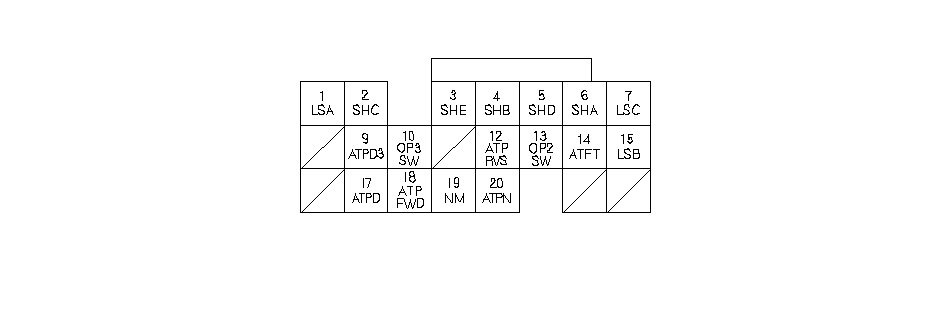 1 2 3 4 5 6 7
LSA SHC SHE SHB SHD SHA LSC
9 10 12 13 14 15
ATPD3 OP3 SW ATP RVS OP2 SW ATFT LSB
17 18 19 20
ATPD ATP FWD NM ATPN